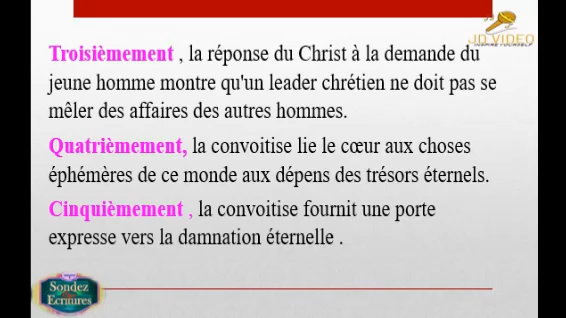 JD VIDEO
INSPIRE YOURSELF
Troisièmement , la réponse du Christ à la demande du
jeune homme montre qu'un leader chrétien ne doit pas se
mêler des affaires des autres hommes.
Quatrièmement, la convoitise lie le cœur aux choses
éphémères de ce monde aux dépens des trésors éternels.
Cinquièmement , la convoitise fournit une porte
expresse vers la damnation éternelle .
Sondez
Ecritures